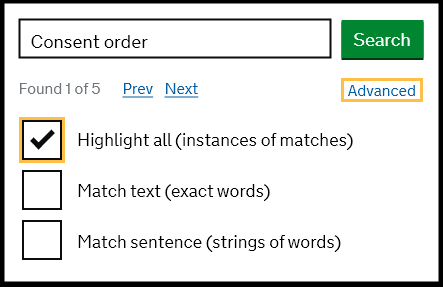 Consent order Search
Found 1 of 5 Prev Next Advanced
Highlight all (instances of matches)
Match text (exact words)
Match sentence (strings of words)